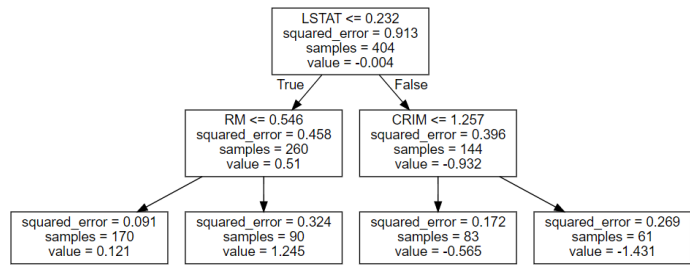 LSTAT <= 0.232
squared_error = 0.913
samples = 404
value = -0.004
True
False
RM <= 0.546
squared_error = 0.458
samples = 260
value = 0.51
CRIM <= 1.257
squared_error = 0.396
samples = 144
value = -0.932
squared_error = 0.091
samples = 170
value = 0.121
squared_error = 0.324
samples = 90
value = 1.245
squared_error = 0.172
samples = 83
value = -0.565
squared_error = 0.269
samples = 61
value = -1.431